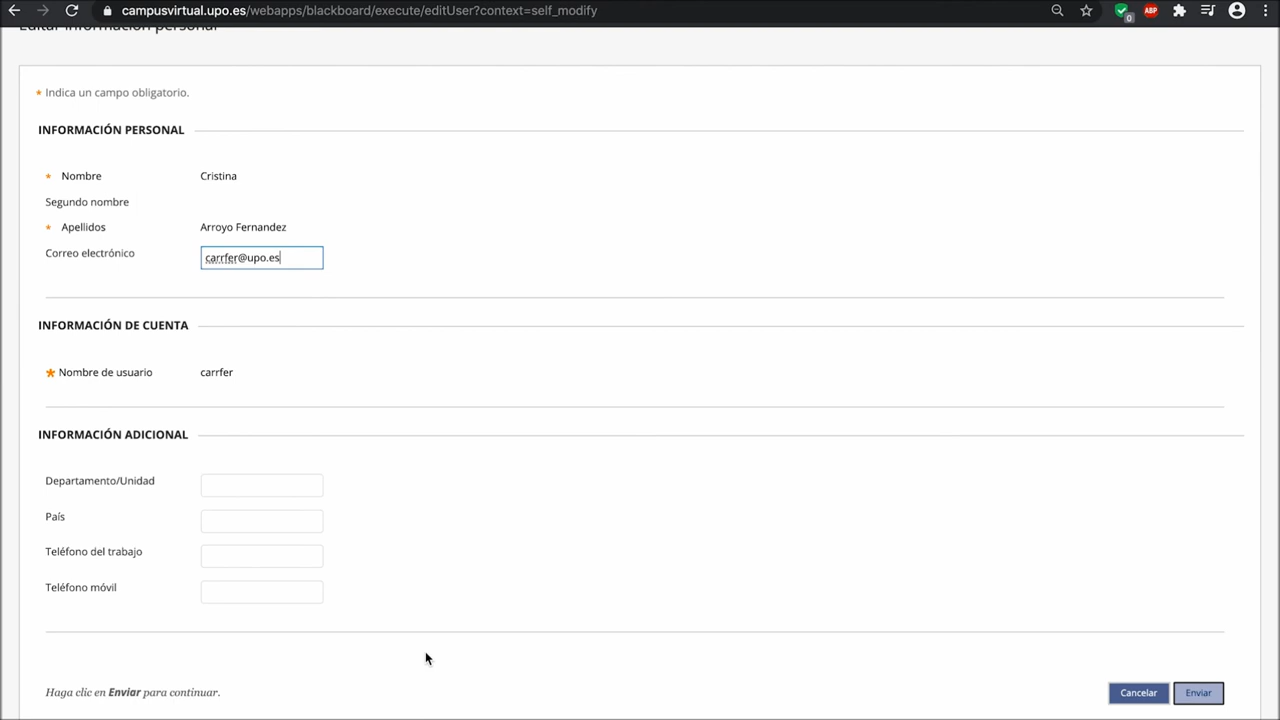 campusvirtual.upo.es/webapps/blackboard/execute/editUser?context=self_modify
0
ABP
Editar información personal
* Indica un campo obligatorio.
INFORMACIÓN PERSONAL
* Nombre Cristina
Segundo nombre
* Apellidos Arroyo Fernandez
Correo electrónico carrfer@upo.es
INFORMACIÓN DE CUENTA
* Nombre de usuario carrfer
INFORMACIÓN ADICIONAL
Departamento/Unidad
País
Teléfono del trabajo
Teléfono móvil
Haga clic en Enviar para continuar.
Cancelar Enviar